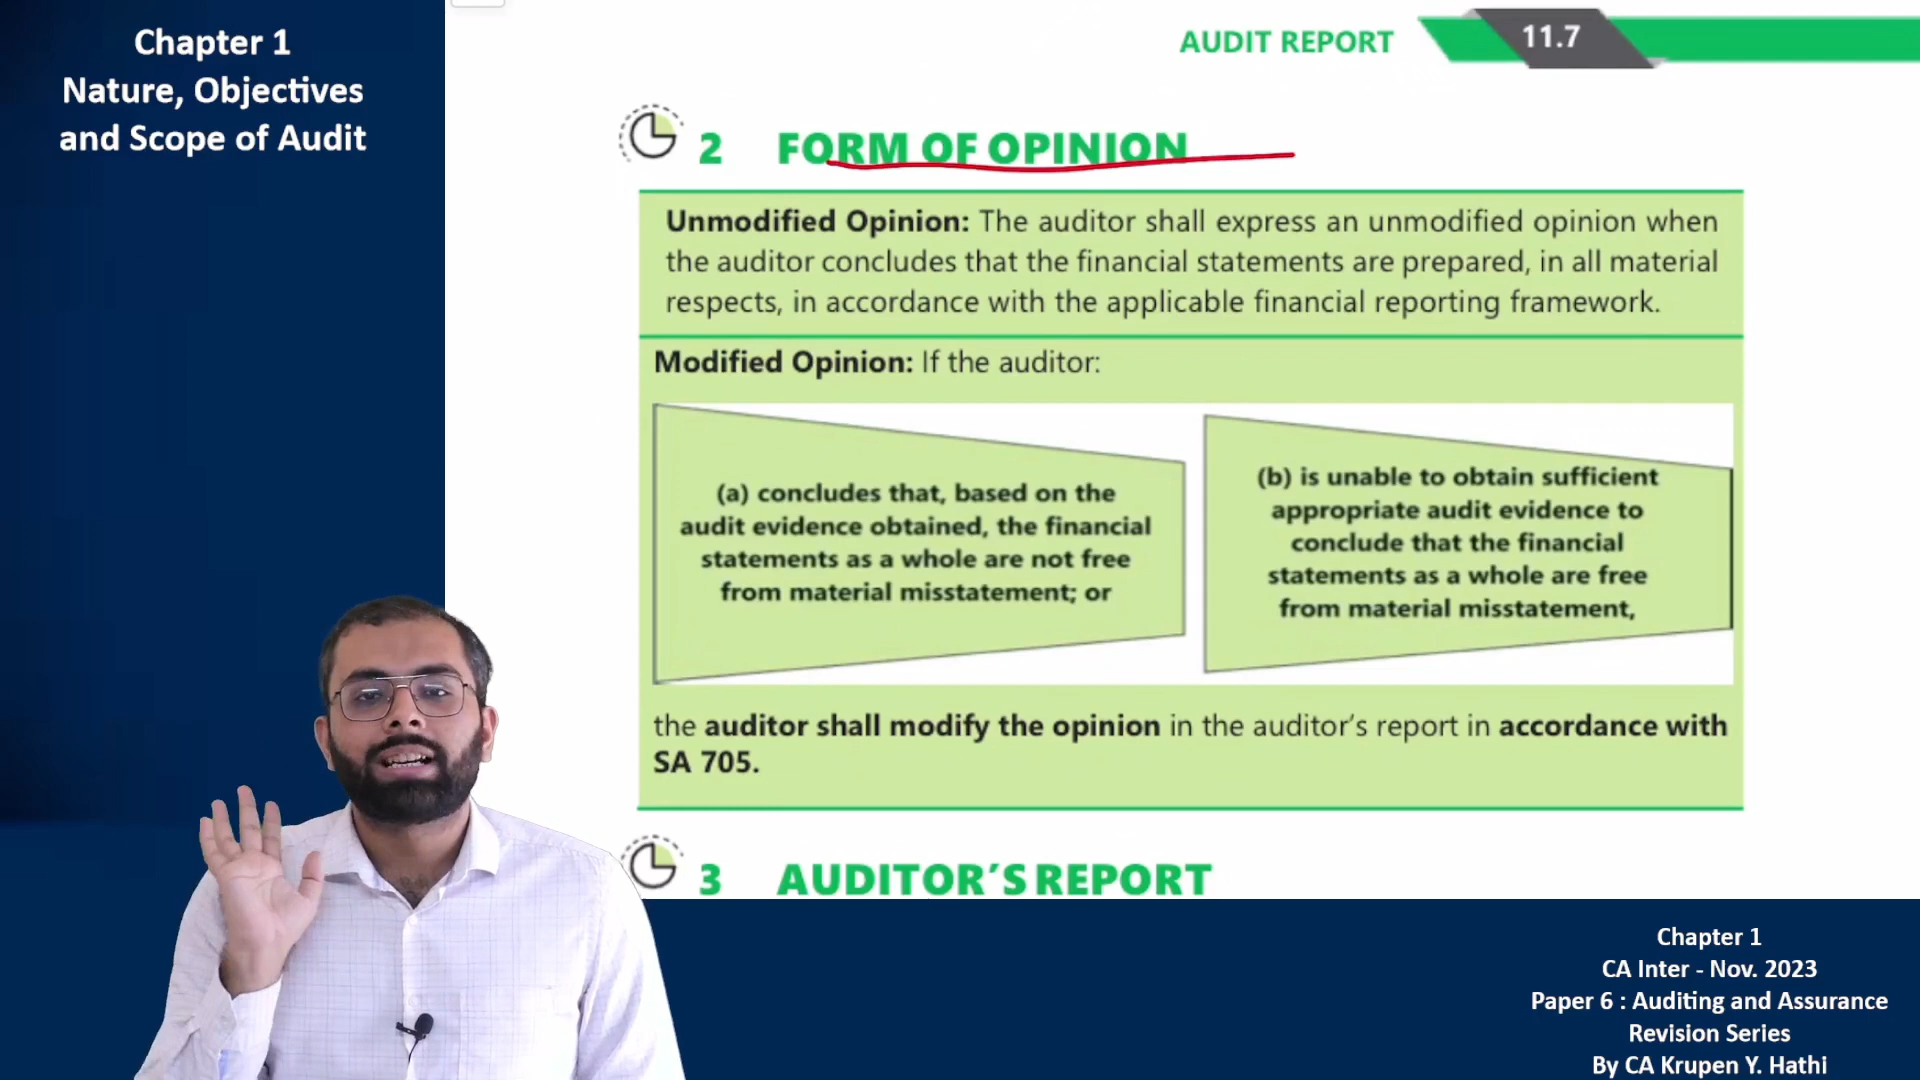 Chapter 1
Nature, Objectives
and Scope of Audit
AUDIT REPORT 11.7
2 FORM OF OPINION
Unmodified Opinion: The auditor shall express an unmodified opinion when
the auditor concludes that the financial statements are prepared, in all material
respects, in accordance with the applicable financial reporting framework.
Modified Opinion: If the auditor:
(a) concludes that, based on the
audit evidence obtained, the financial
statements as a whole are not free
from material misstatement; or
(b) is unable to obtain sufficient
appropriate audit evidence to
conclude that the financial
statements as a whole are free
from material misstatement,
the auditor shall modify the opinion in the auditor's report in accordance with
SA 705.
3 AUDITOR'S REPORT
Chapter 1
CA Inter - Nov. 2023
Paper 6 : Auditing and Assurance
Revision Series
By CA Krupen Y. Hathi